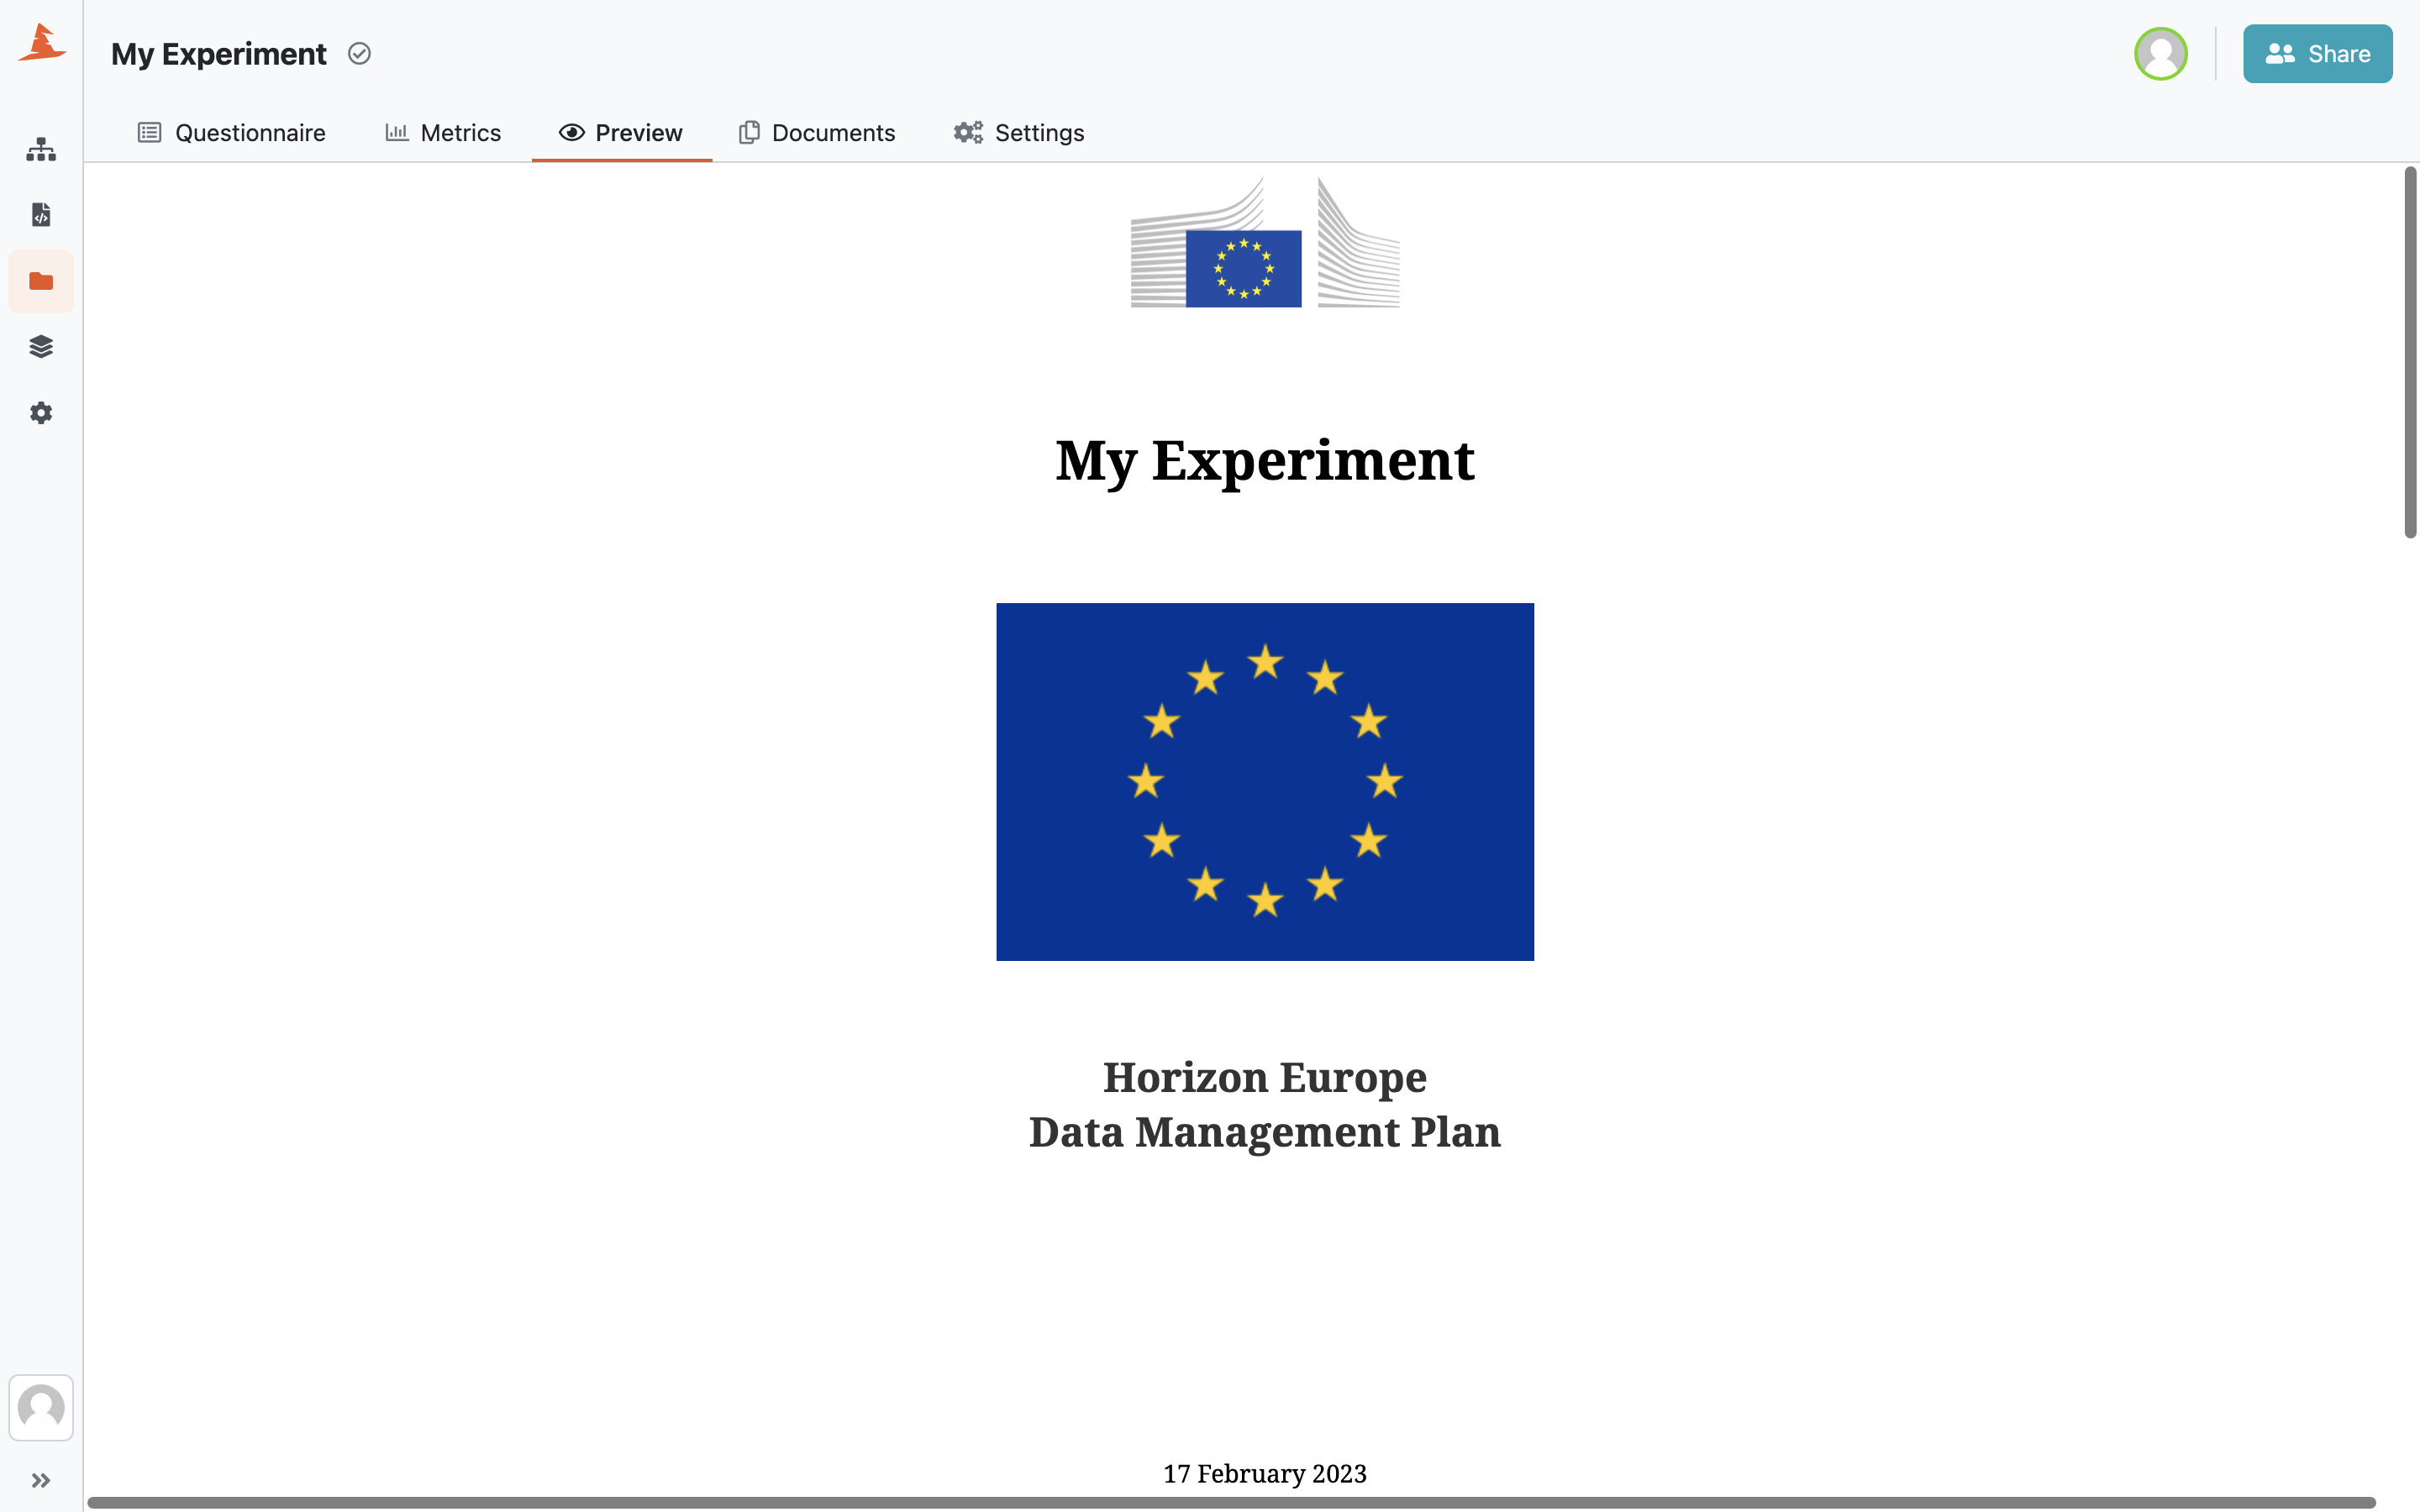 My Experiment
Share
Questionnaire
Metrics
Preview
Documents
Settings
My Experiment
Horizon Europe
Data Management Plan
17 February 2023